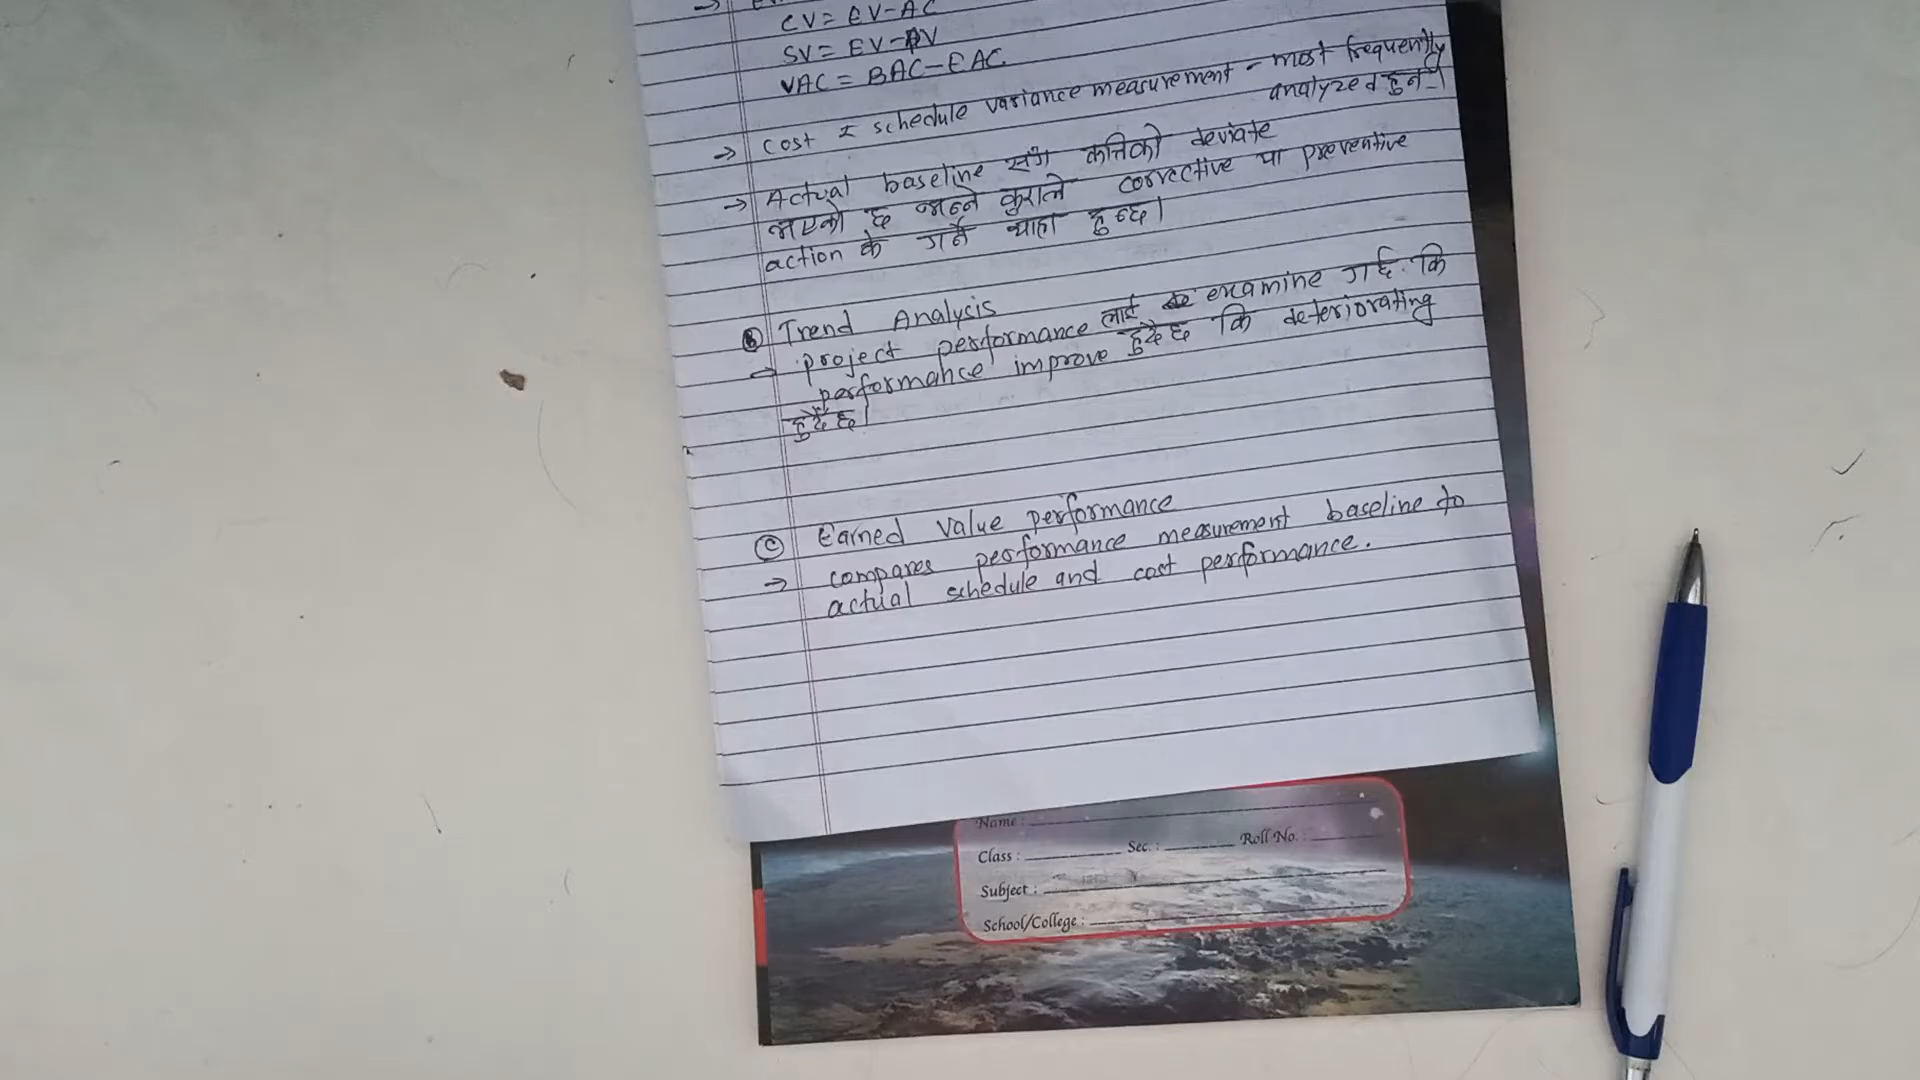 CV = EV-AC
SV = EV-PV
VAC = BAC-EAC.
→ cost & schedule variance measurement - most frequently
analyzed हुन्।
→ Actual baseline संग कत्तिको deviate
भएको छ भन्ने कुराले corrective या preventive
action के गर्ने थाहा हुन्छ।
(B) Trend Analysis
→ project performance लाई examine गर्छ. कि
performance improve हुदैछ कि deteriorating
हुदैछ।
(C) Earned value performance
→ compares performance measurement baseline to
actual schedule and cost performance.
Name :
Class : Sec. : Roll No. :
Subject :
School/College :